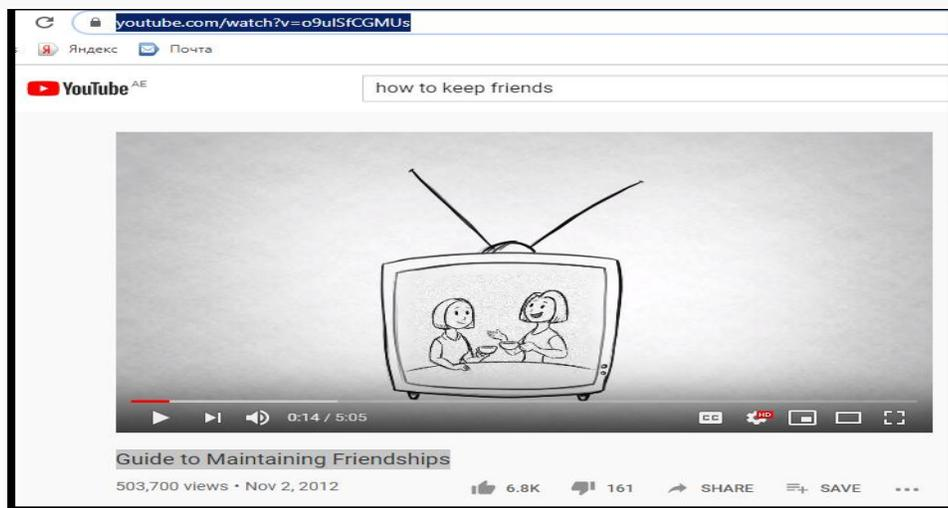 youtube.com/watch?v=o9ulSfCGMUs
Я Яндекс Почта
YouTube AE
how to keep friends
0:14 / 5:05
CC HD
Guide to Maintaining Friendships
503,700 views • Nov 2, 2012 6.8K 161 SHARE SAVE